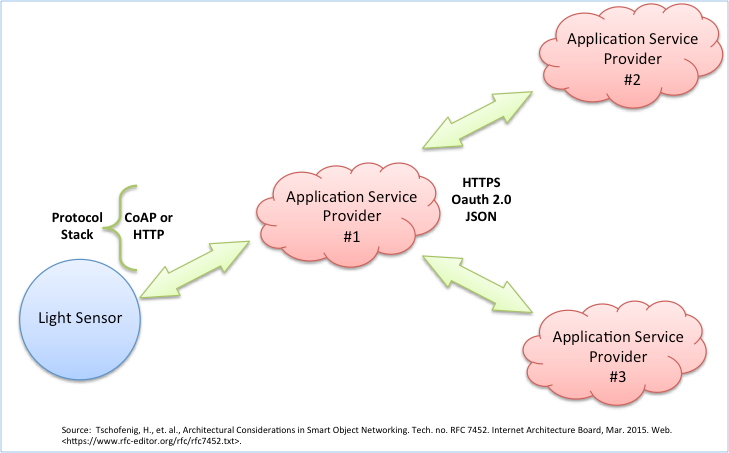 Application Service
Provider
#2
HTTPS
Oauth 2.0
JSON
Application Service
Provider
#1
Protocol
Stack
CoAP or
HTTP
Light Sensor
Application Service
Provider
#3
Source: Tschofenig, H., et. al., Architectural Considerations in Smart Object Networking. Tech. no. RFC 7452. Internet Architecture Board, Mar. 2015. Web.
<https://www.rfc-editor.org/rfc/rfc7452.txt>.